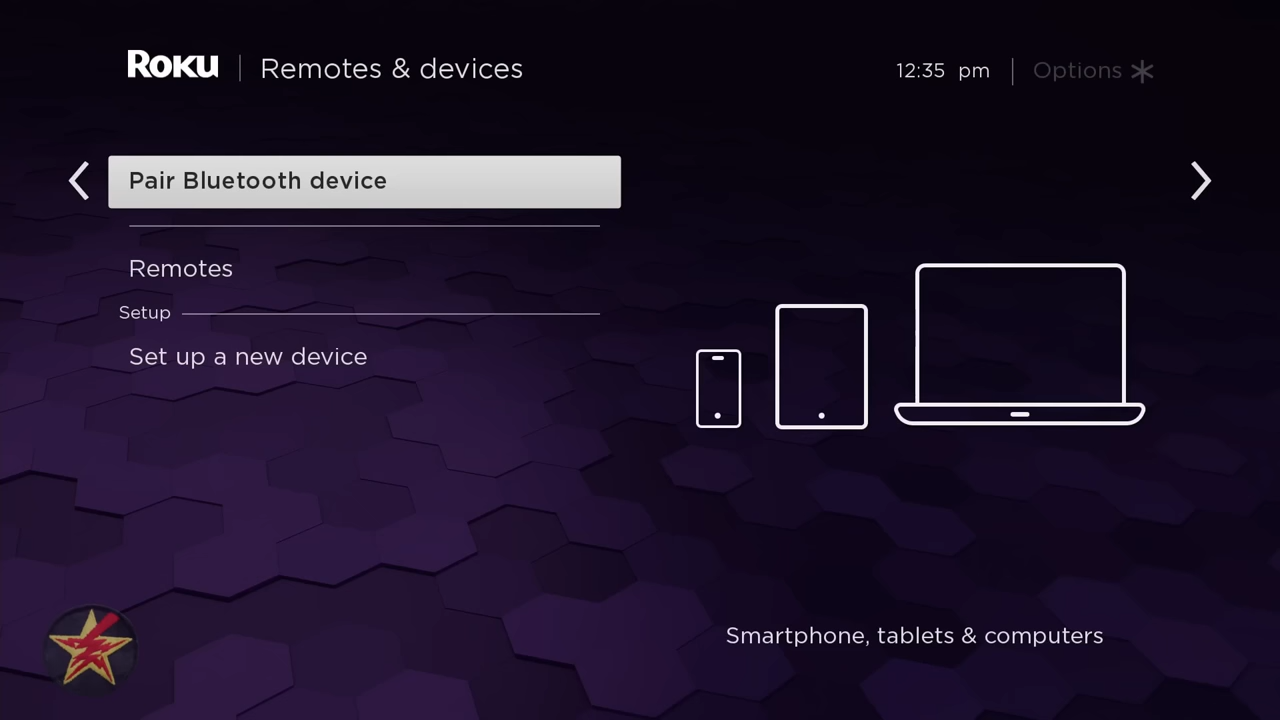 Roku
Remotes & devices
12:35 pm
Options
Pair Bluetooth device
Remotes
Setup
Set up a new device
Smartphone, tablets & computers